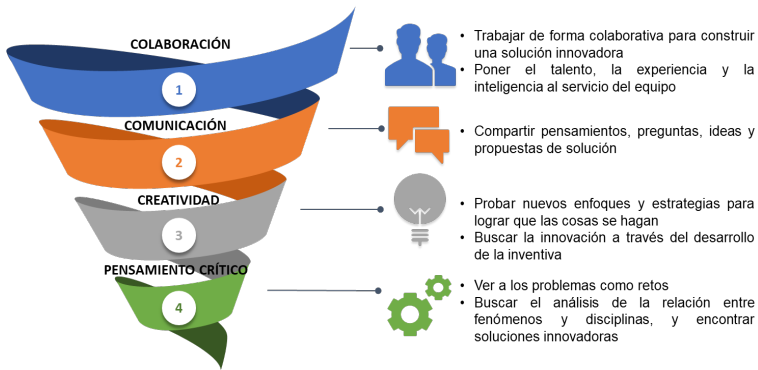 COLABORACIÓN
1
• Trabajar de forma colaborativa para construir
una solución innovadora
• Poner el talento, la experiencia y la
inteligencia al servicio del equipo
COMUNICACIÓN
2
• Compartir pensamientos, preguntas, ideas y
propuestas de solución
CREATIVIDAD
3
• Probar nuevos enfoques y estrategias para
lograr que las cosas se hagan
• Buscar la innovación a través del desarrollo
de la inventiva
PENSAMIENTO CRÍTICO
4
• Ver a los problemas como retos
• Buscar el análisis de la relación entre
fenómenos y disciplinas, y encontrar
soluciones innovadoras